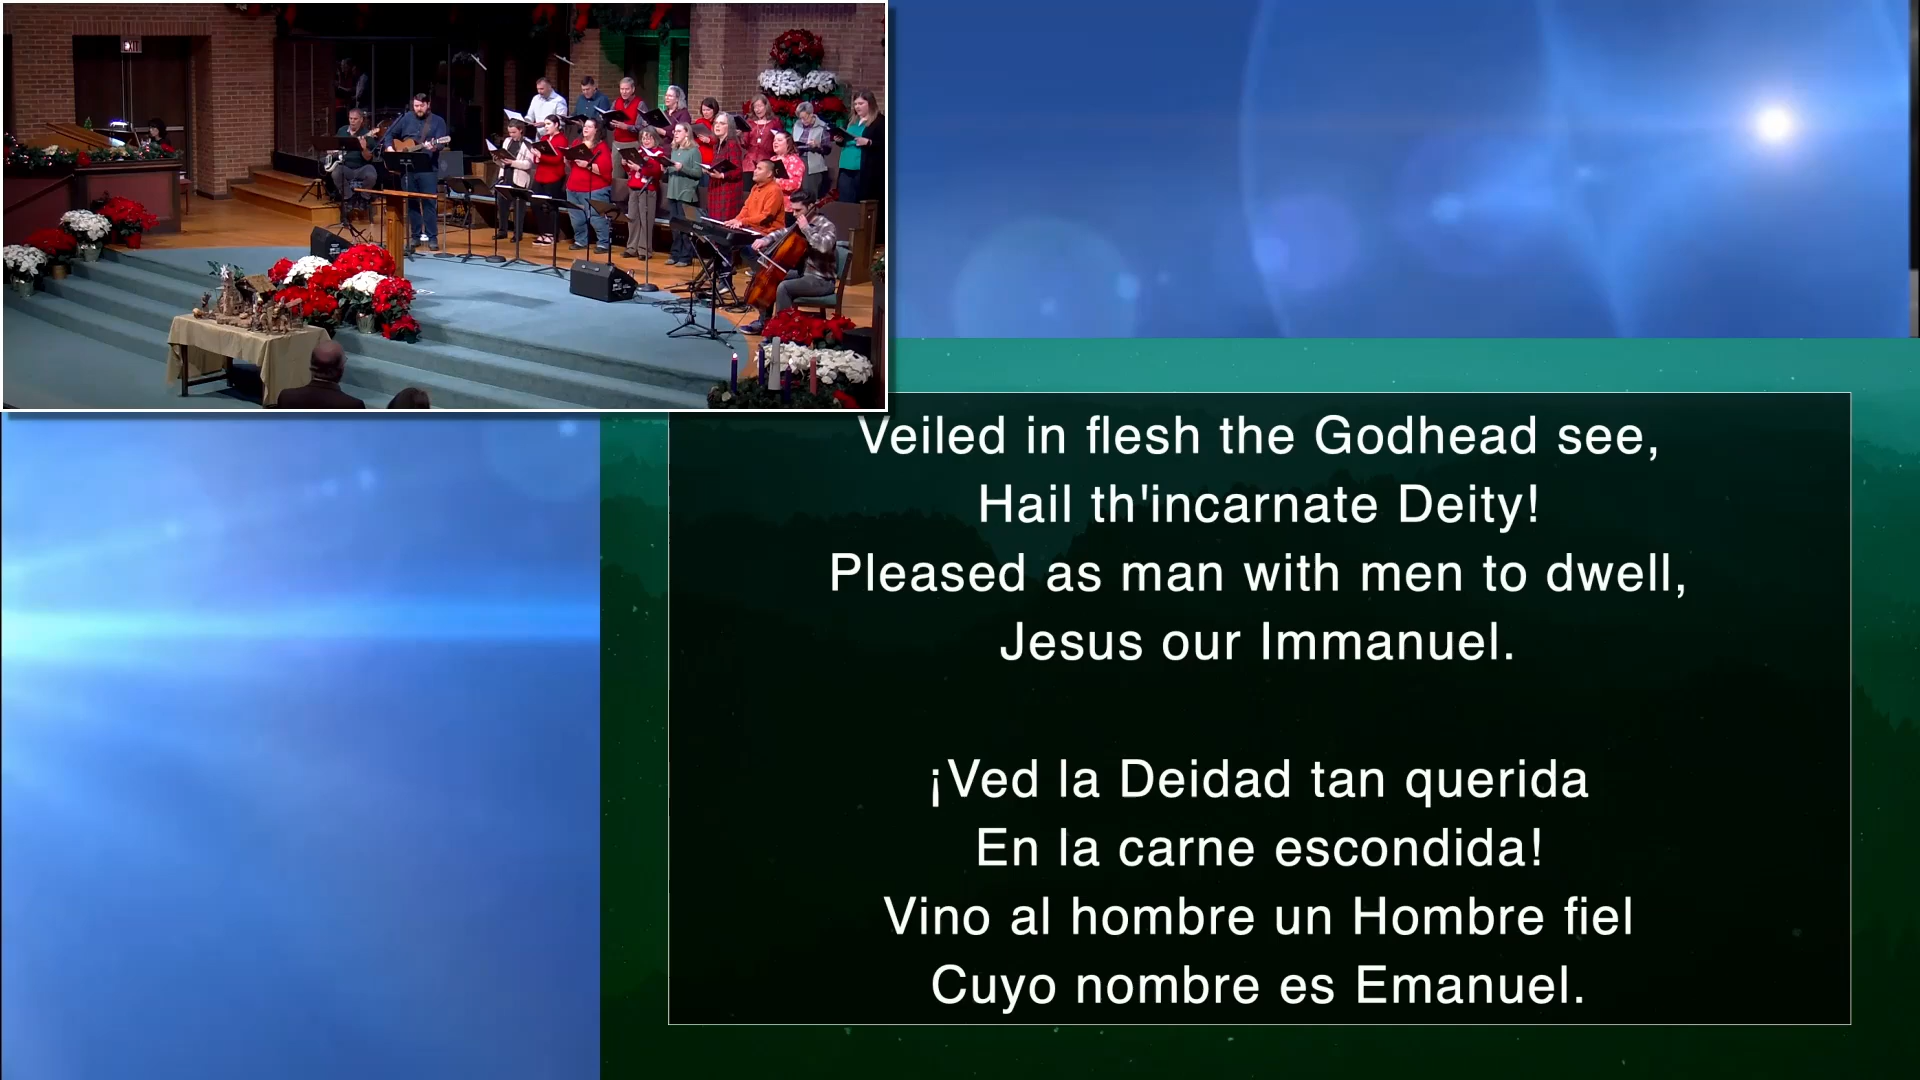 EXIT
Veiled in flesh the Godhead see,
Hail th'incarnate Deity!
Pleased as man with men to dwell,
Jesus our Immanuel.
¡Ved la Deidad tan querida
En la carne escondida!
Vino al hombre un Hombre fiel
Cuyo nombre es Emanuel.